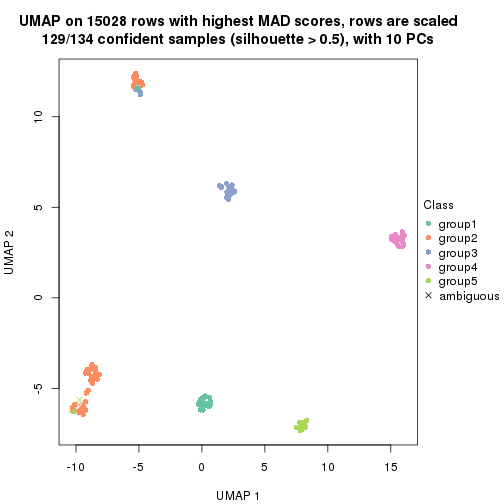 UMAP on 15028 rows with highest MAD scores, rows are scaled
129/134 confident samples (silhouette > 0.5), with 10 PCs
10
5
0
-5
UMAP 2
-10
-5
0
5
10
15
UMAP 1
Class
group1
group2
group3
group4
group5
ambiguous